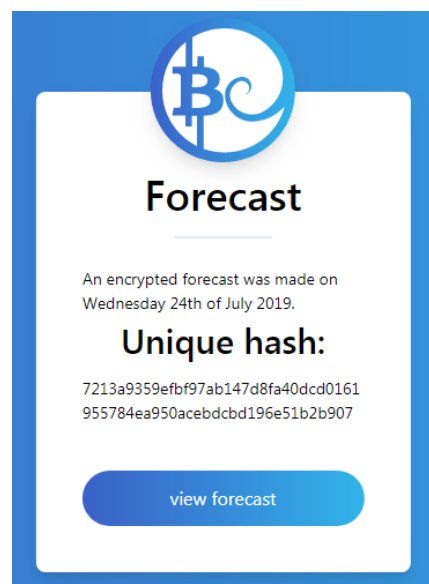 Forecast
An encrypted forecast was made on
Wednesday 24th of July 2019.
Unique hash:
7213a9359efbf97ab147d8fa40dcd0161
955784ea950acebdcbd196e51b2b907
view forecast